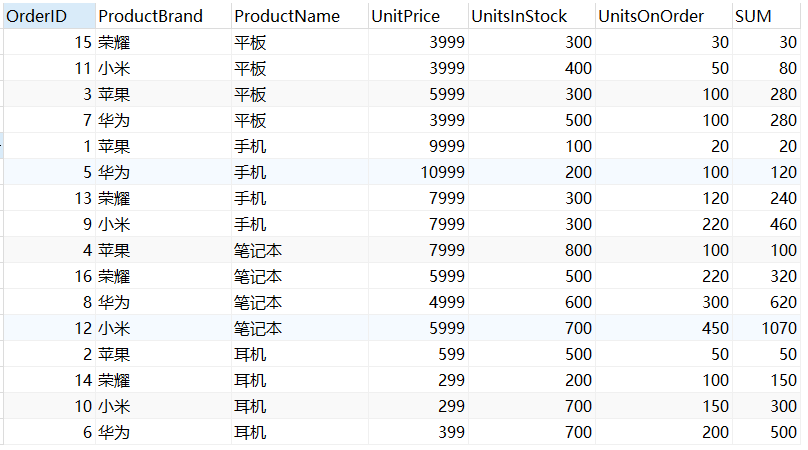 OrderID ProductBrand ProductName UnitPrice UnitsInStock UnitsOnOrder SUM
15 荣耀 平板 3999 300 30 30
11 小米 平板 3999 400 50 80
3 苹果 平板 5999 300 100 280
7 华为 平板 3999 500 100 280
1 苹果 手机 9999 100 20 20
5 华为 手机 10999 200 100 120
13 荣耀 手机 7999 300 120 240
9 小米 手机 7999 300 220 460
4 苹果 笔记本 7999 800 100 100
16 荣耀 笔记本 5999 500 220 320
8 华为 笔记本 4999 600 300 620
12 小米 笔记本 5999 700 450 1070
2 苹果 耳机 599 500 50 50
14 荣耀 耳机 299 200 100 150
10 小米 耳机 299 700 150 300
6 华为 耳机 399 700 200 500